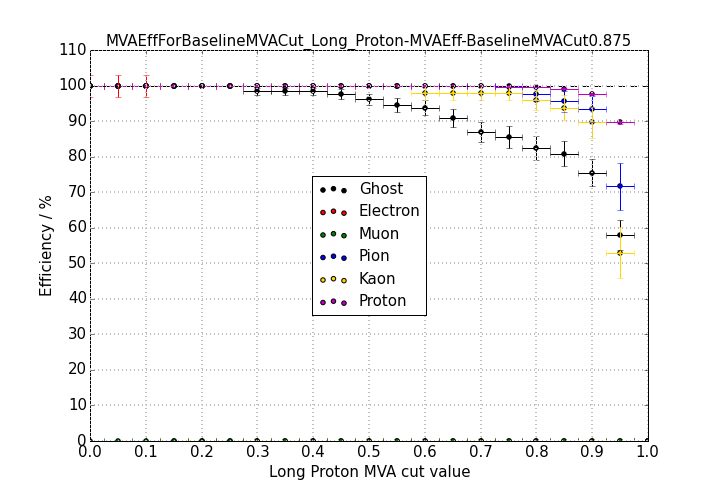 MVAEffForBaselineMVACut_Long_Proton-MVAEff-BaselineMVACut0.875
110
100
90
80
70
60
50
40
30
20
10
0
Efficiency / %
Ghost
Electron
Muon
Pion
Kaon
Proton
0.0 0.1 0.2 0.3 0.4 0.5 0.6 0.7 0.8 0.9 1.0
Long Proton MVA cut value